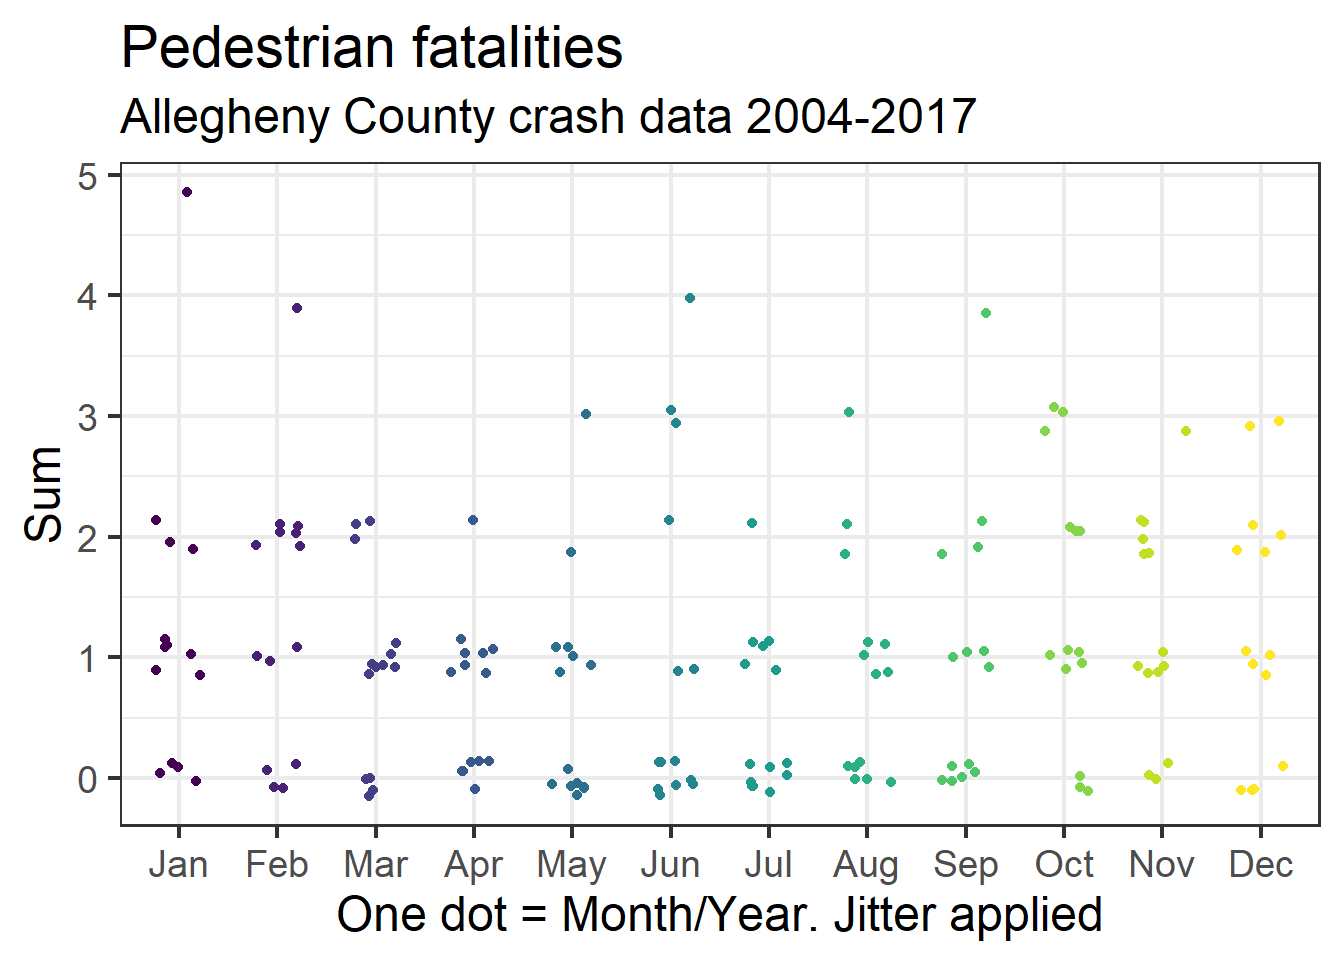 Pedestrian fatalities
Allegheny County crash data 2004-2017
5
4
3
2
1
0
Sum
Jan Feb Mar Apr May Jun Jul Aug Sep Oct Nov Dec
One dot = Month/Year. Jitter applied